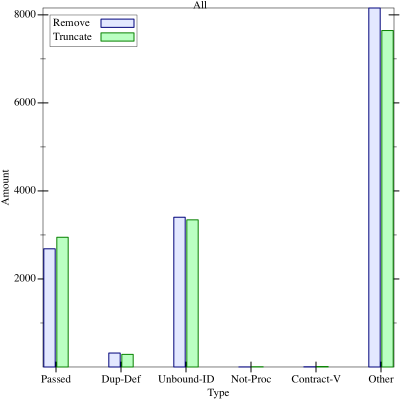 All
Remove
Truncate
8000
6000
4000
2000
Amount
Passed Dup-Def Unbound-ID Not-Proc Contract-V Other
Type